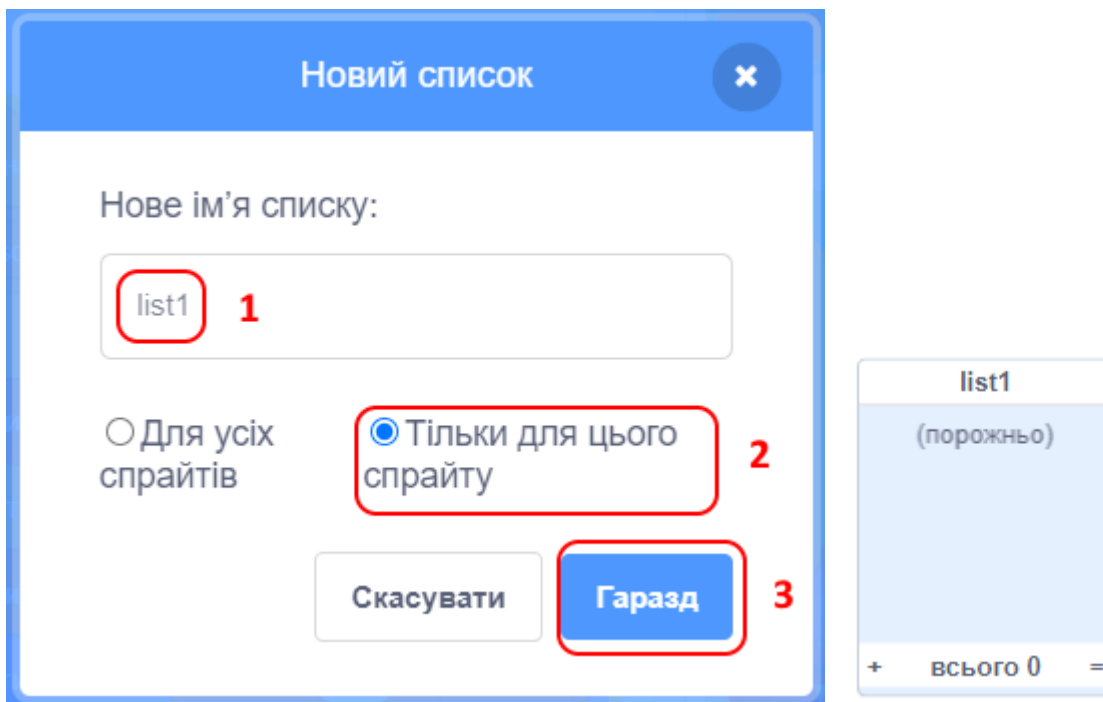 Новий список
Нове ім’я списку:
list1 1
Для усіх спрайтів
Тільки для цього спрайту
2
Скасувати
Гаразд
3
list1
(порожньо)
+ всього 0 =